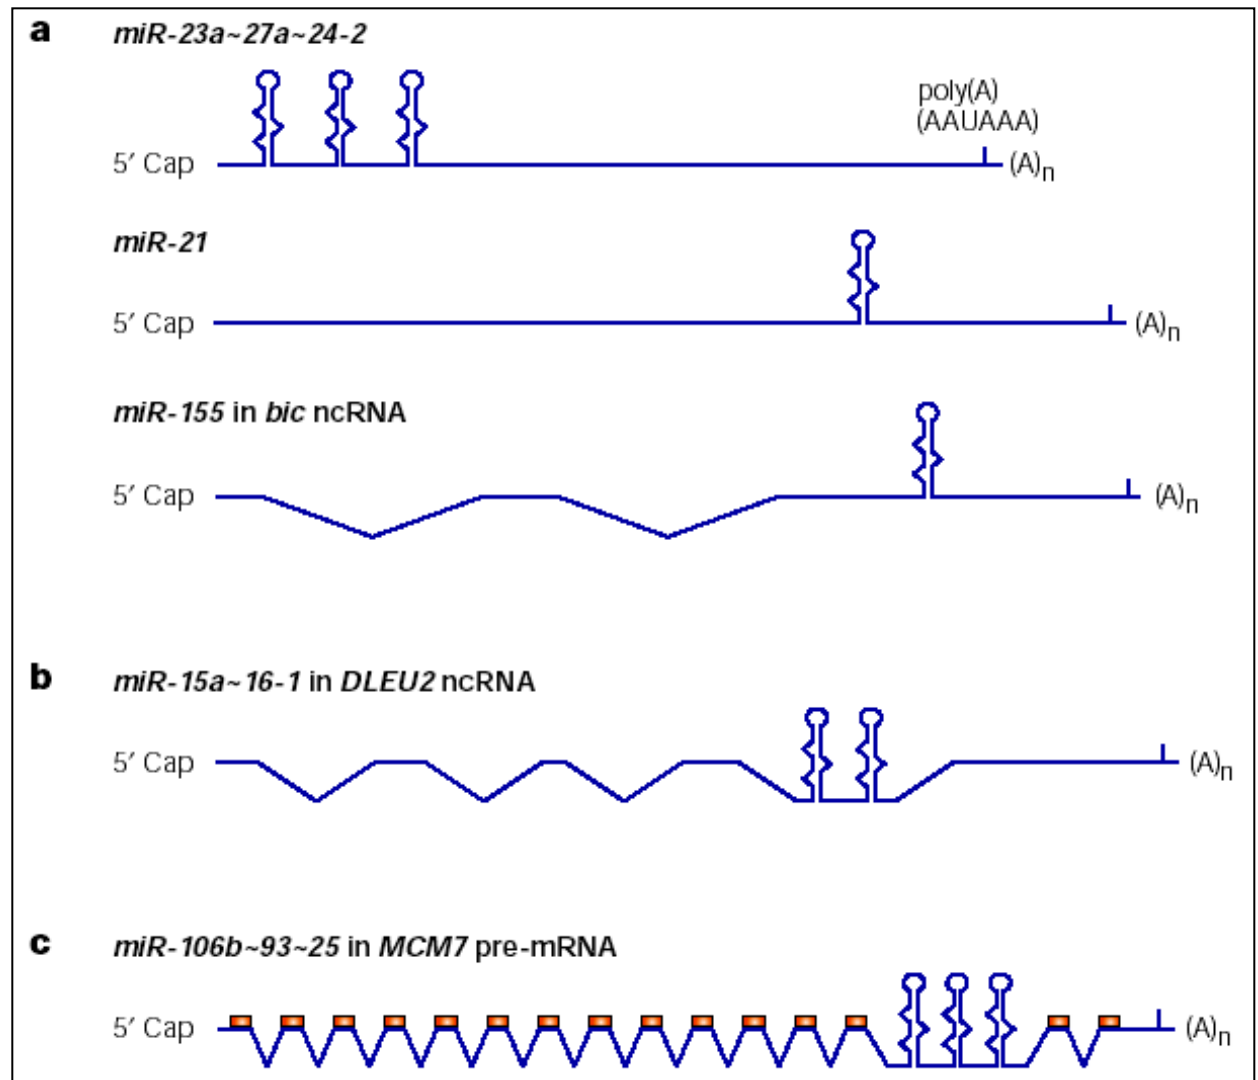 a miR-23a~27a~24-2
poly(A)
(AAUAAA)
5′ Cap (A)n
miR-21
5′ Cap (A)n
miR-155 in bic ncRNA
5′ Cap (A)n
b miR-15a~16-1 in DLEU2 ncRNA
5′ Cap (A)n
c miR-106b~93~25 in MCM7 pre-mRNA
5′ Cap (A)n